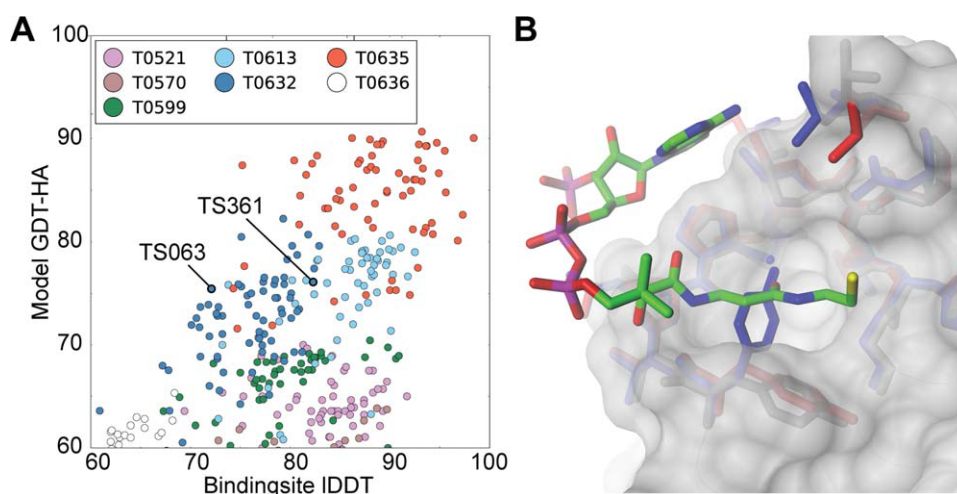 A
B
100
90
80
70
60
T0521 T0613 T0635
T0570 T0632 T0636
T0599
TS361
TS063
Model GDT-HA
60 70 80 90 100
Bindingsite lDDT